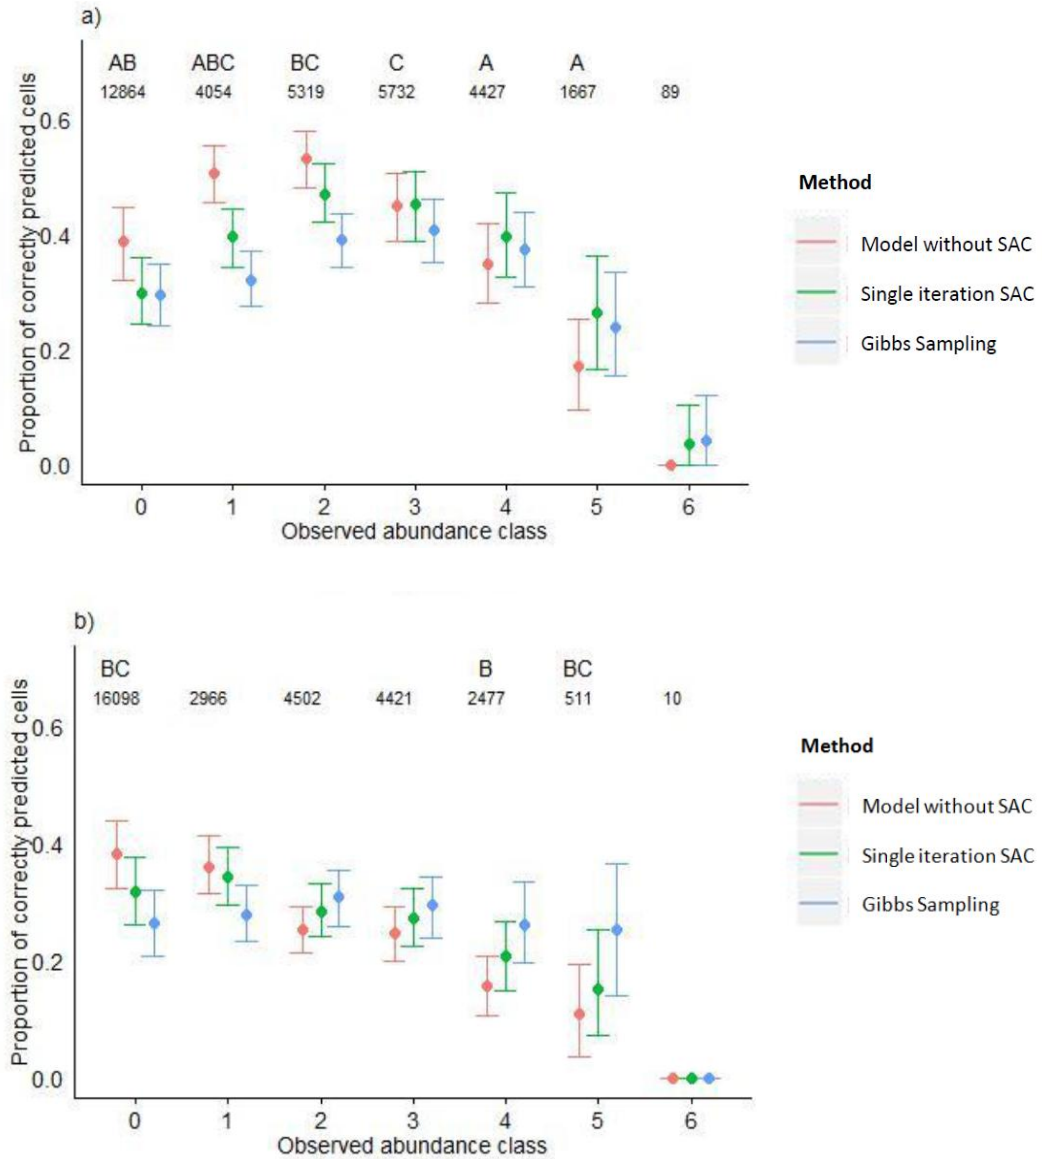 a)
AB ABC BC C A A
12864 4054 5319 5732 4427 1667 89
Proportion of correctly predicted cells
0.6
0.4
0.2
0.0
0 1 2 3 4 5 6
Observed abundance class
Method
Model without SAC
Single iteration SAC
Gibbs Sampling
b)
BC B BC
16098 2966 4502 4421 2477 511 10
Proportion of correctly predicted cells
0.6
0.4
0.2
0.0
0 1 2 3 4 5 6
Observed abundance class
Method
Model without SAC
Single iteration SAC
Gibbs Sampling